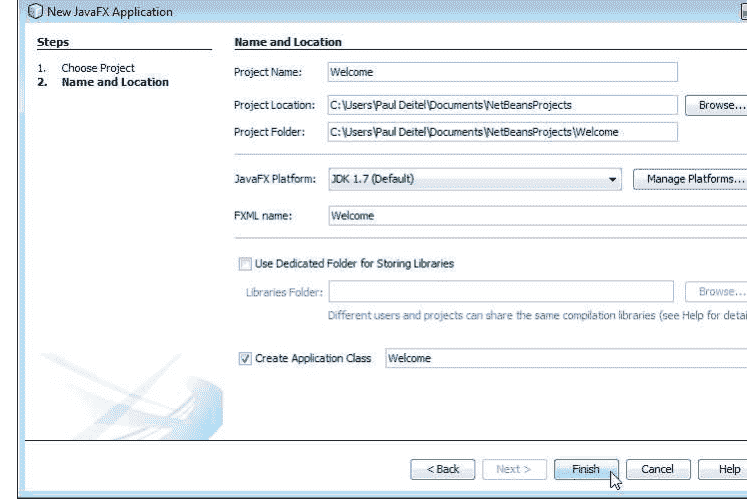 New JavaFX Application
Steps
1. Choose Project
2. Name and Location
Name and Location
Project Name: Welcome
Project Location: C:\Users\Paul Deitel\Documents\NetBeansProjects Browse...
Project Folder: C:\Users\Paul Deitel\Documents\NetBeansProjects\Welcome
JavaFX Platform: JDK 1.7 (Default) Manage Platforms...
FXML name: Welcome
Use Dedicated Folder for Storing Libraries
Libraries Folder: Browse...
Different users and projects can share the same compilation libraries (see Help for detai
Create Application Class Welcome
< Back Next > Finish Cancel Help